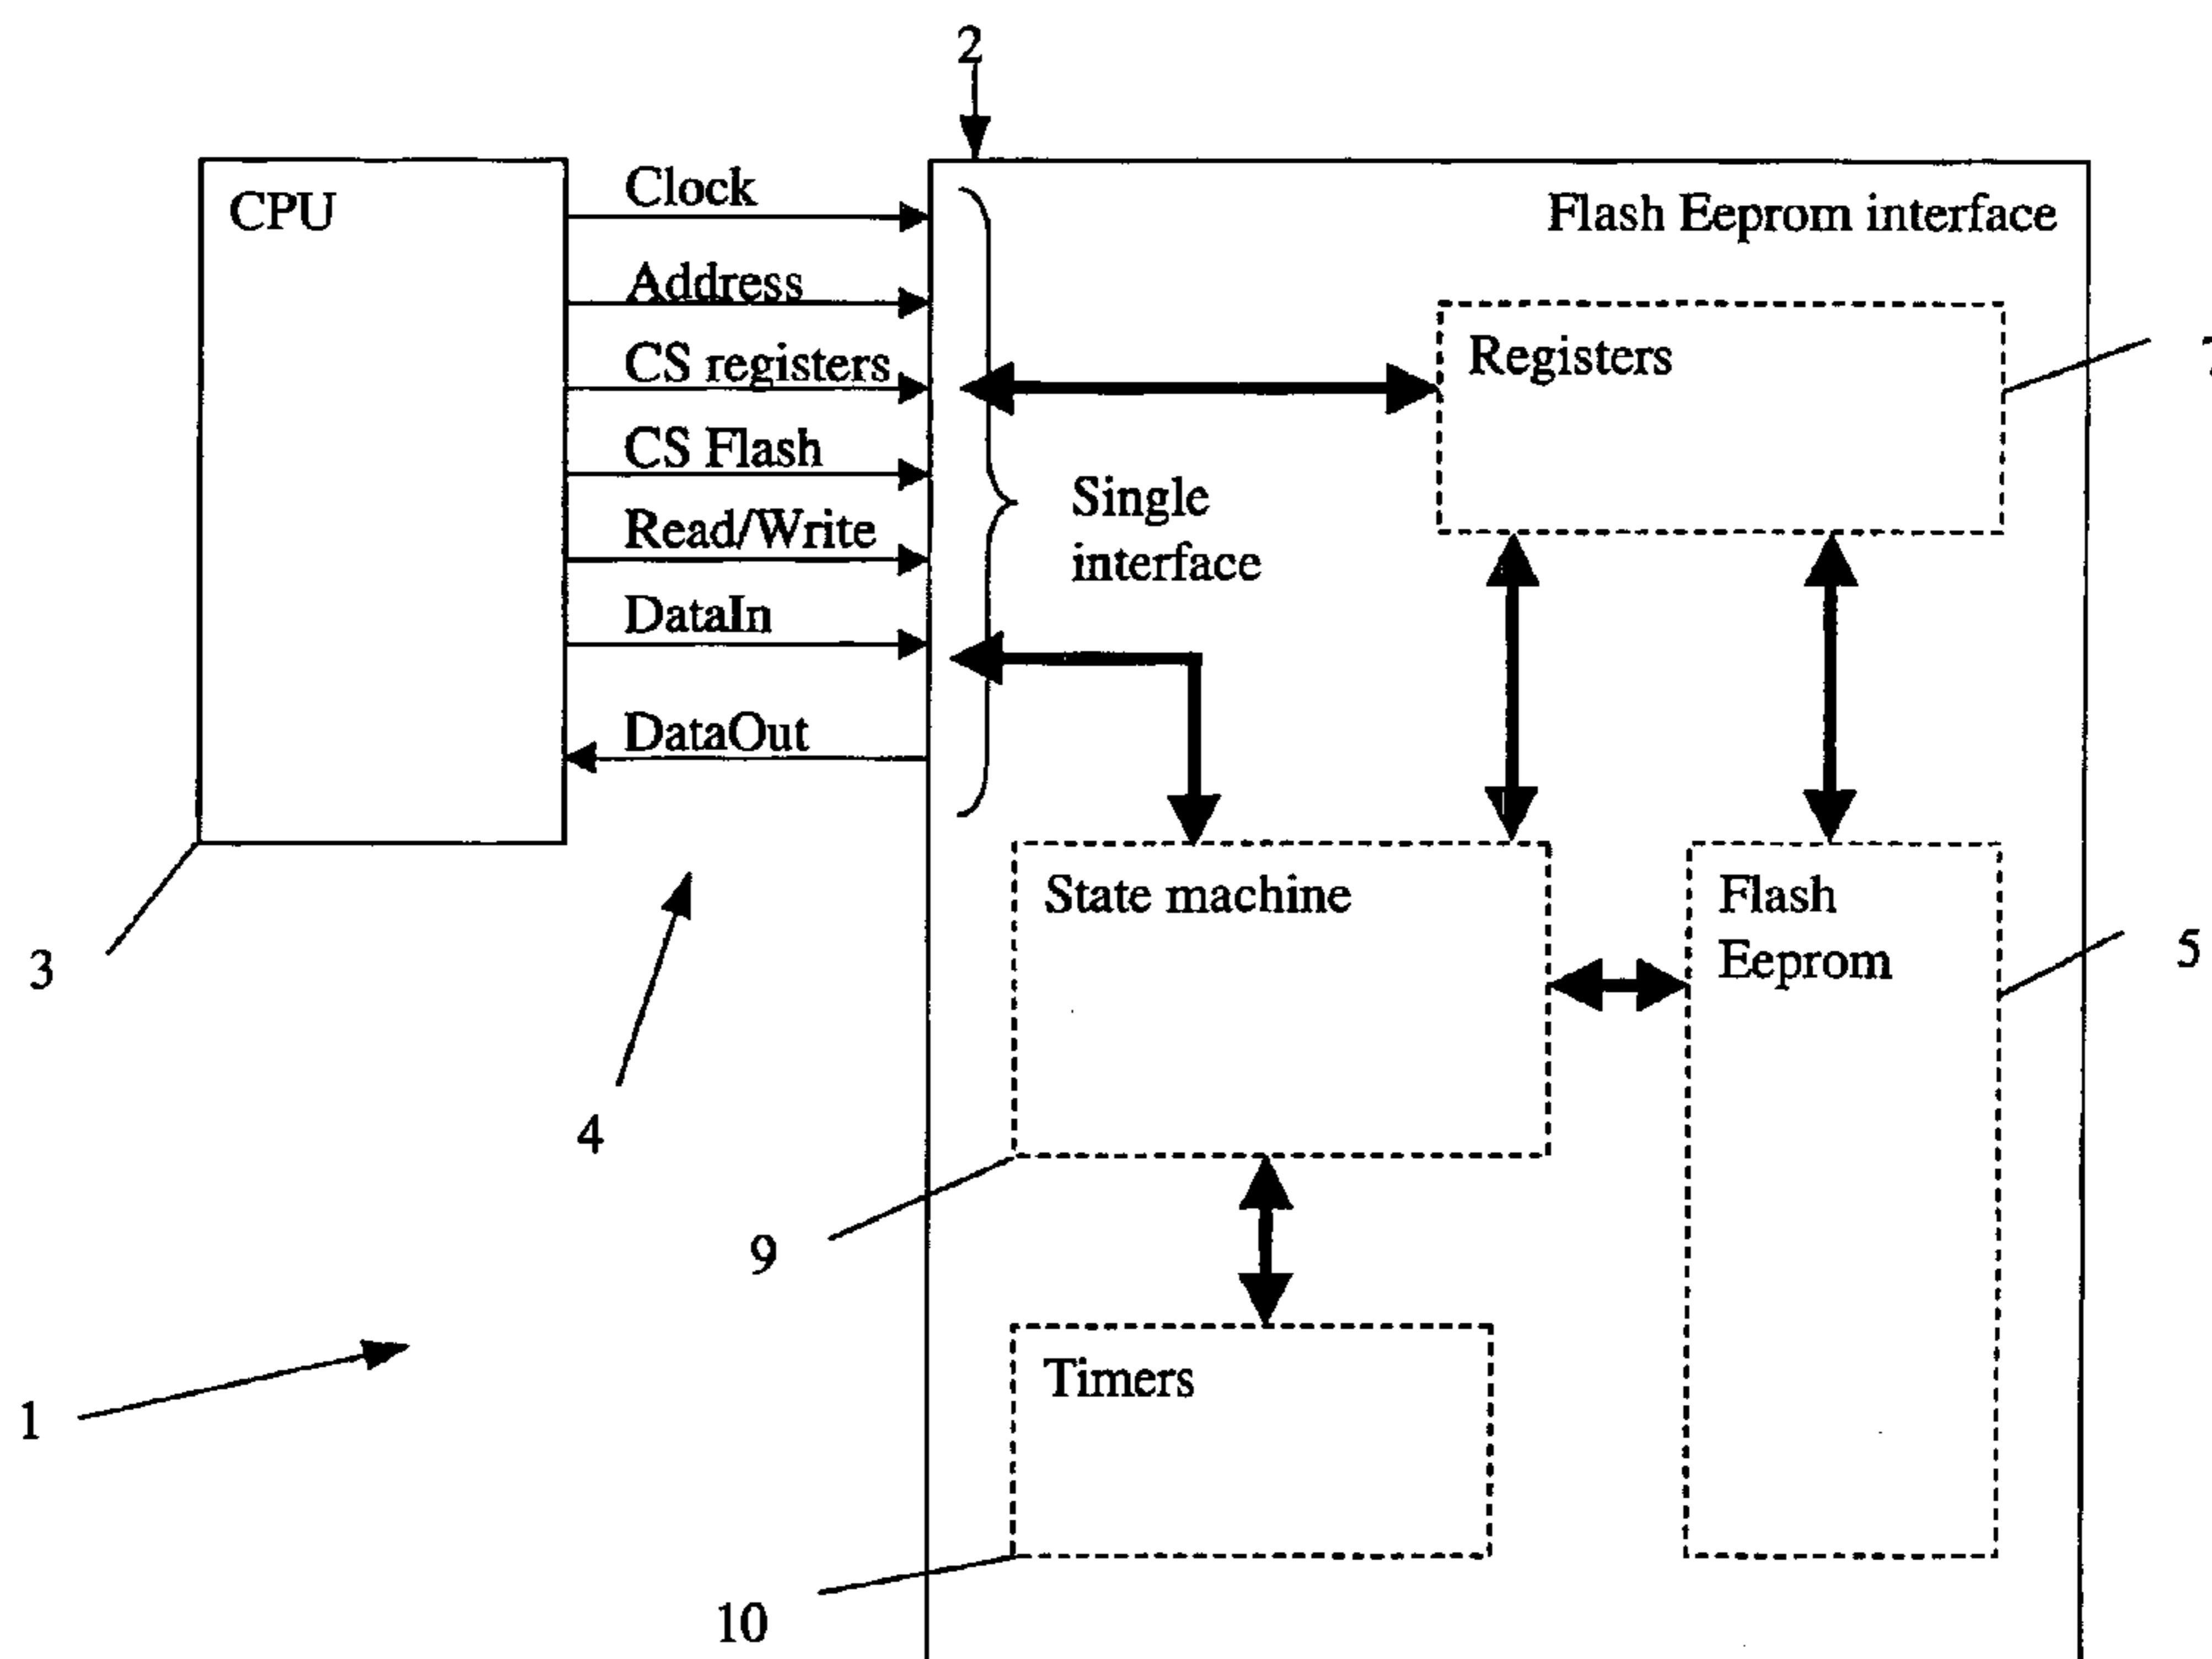 2
CPU
Clock
Address
CS registers
CS Flash
Read/Write
DataIn
DataOut
Flash Eeprom interface
Registers
Single
interface
State machine
Flash
Eeprom
5
3
4
9
Timers
1
10